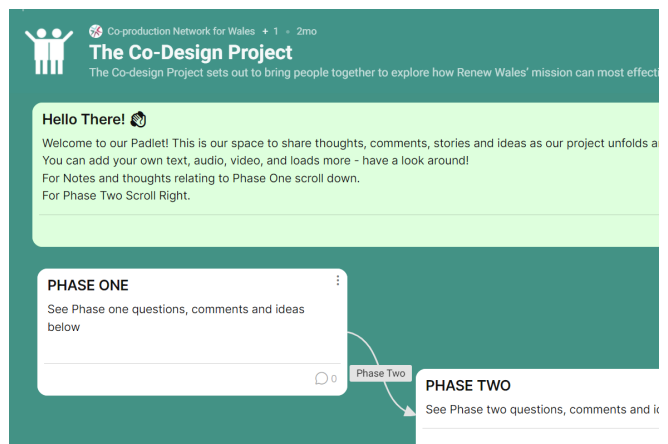 Co-production Network for Wales + 1 • 2mo
The Co-Design Project
The Co-design Project sets out to bring people together to explore how Renew Wales' mission can most effecti
Hello There!
Welcome to our Padlet! This is our space to share thoughts, comments, stories and ideas as our project unfolds a
You can add your own text, audio, video, and loads more - have a look around!
For Notes and thoughts relating to Phase One scroll down.
For Phase Two Scroll Right.
PHASE ONE
See Phase one questions, comments and ideas
below
0
Phase Two
PHASE TWO
See Phase two questions, comments and i